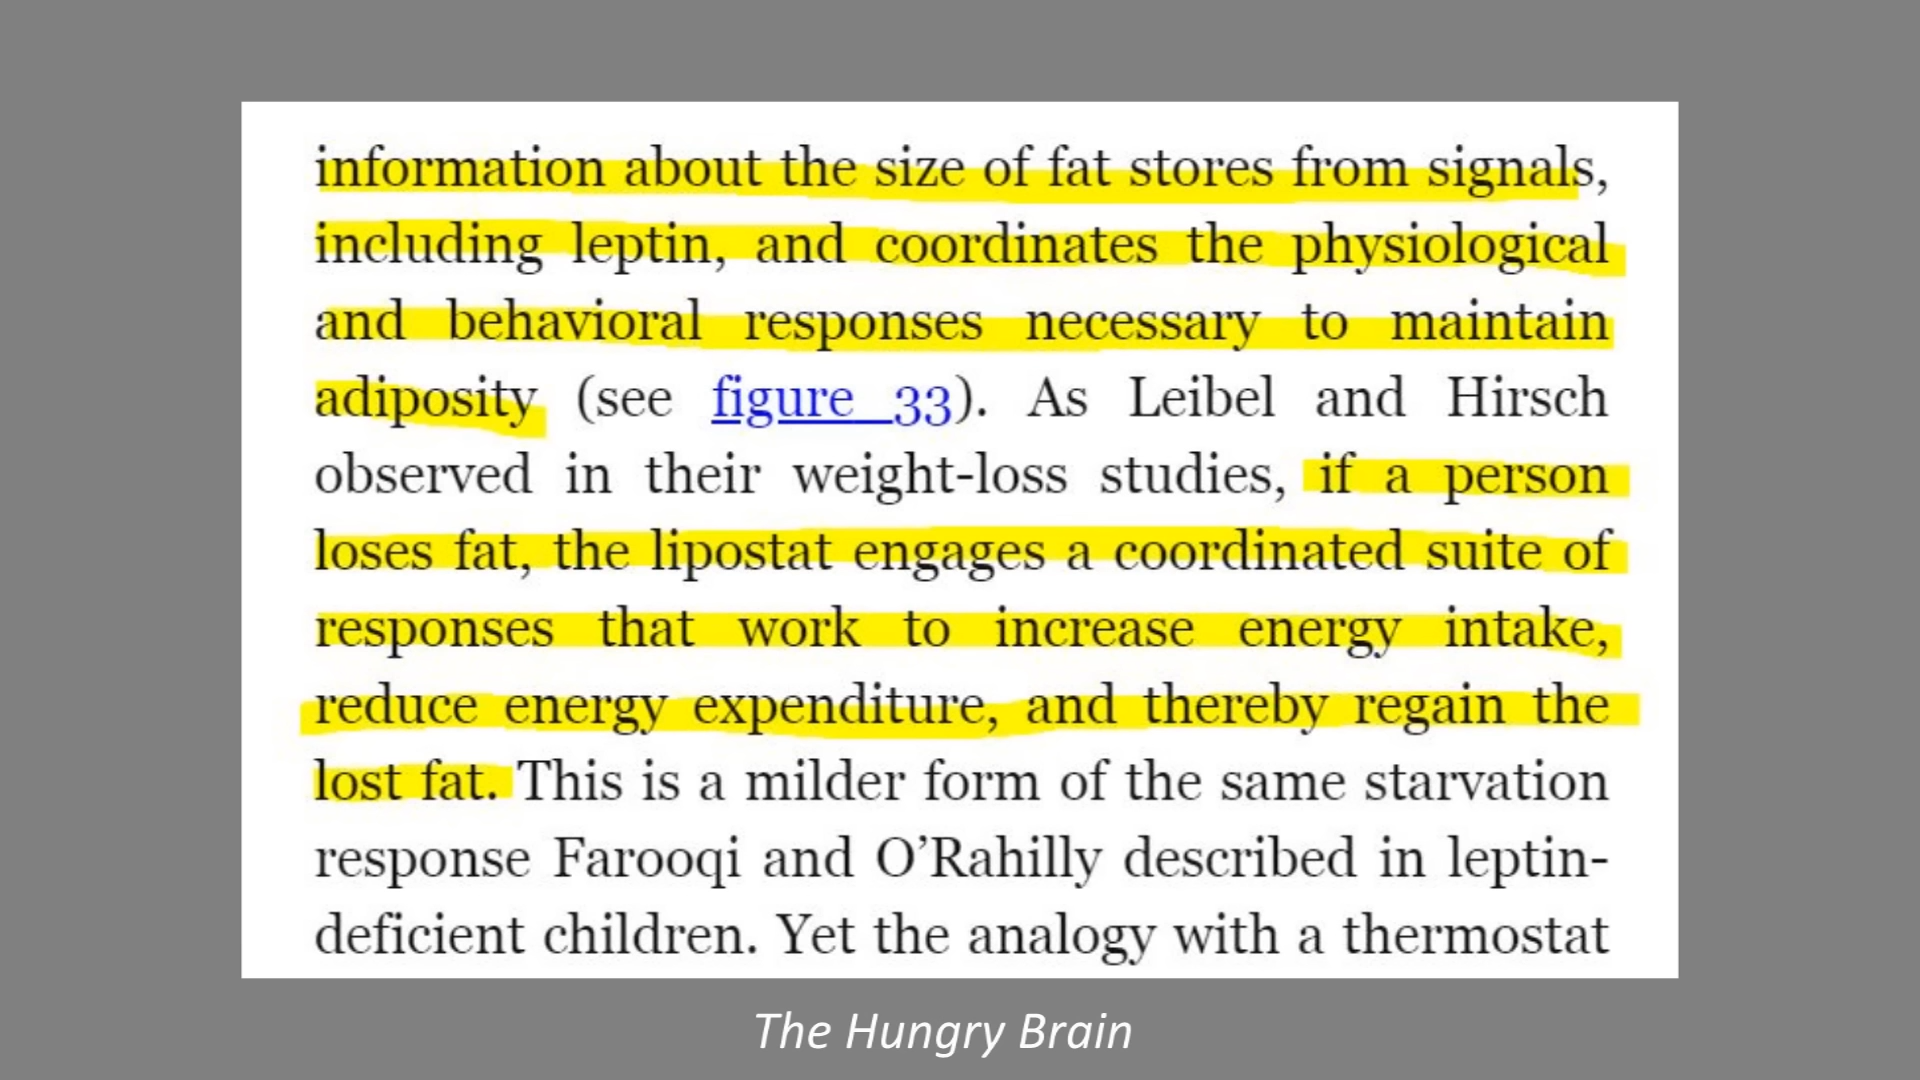 information about the size of fat stores from signals,
including leptin, and coordinates the physiological
and behavioral responses necessary to maintain
adiposity (see figure 33). As Leibel and Hirsch
observed in their weight-loss studies, if a person
loses fat, the lipostat engages a coordinated suite of
responses that work to increase energy intake,
reduce energy expenditure, and thereby regain the
lost fat. This is a milder form of the same starvation
response Farooqi and O’Rahilly described in leptin-
deficient children. Yet the analogy with a thermostat
The Hungry Brain